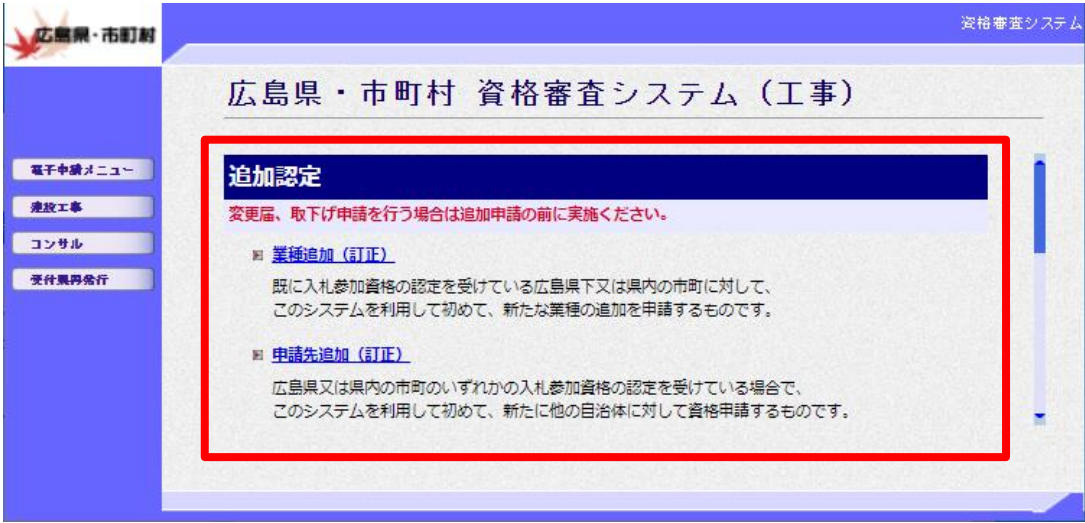 広島県・市町村
資格審査システム
広島県・市町村 資格審査システム（工事）
電子申請メニュー
建設工事
コンサル
受付票再発行
追加認定
変更届、取下げ申請を行う場合は追加申請の前に実施ください。
業種追加（訂正）
既に入札参加資格の認定を受けている広島県下又は県内の市町に対して、
このシステムを利用して初めて、新たな業種の追加を申請するものです。
申請先追加（訂正）
広島県又は県内の市町のいずれかの入札参加資格の認定を受けている場合で、
このシステムを利用して初めて、新たに他の自治体に対して資格申請するものです。